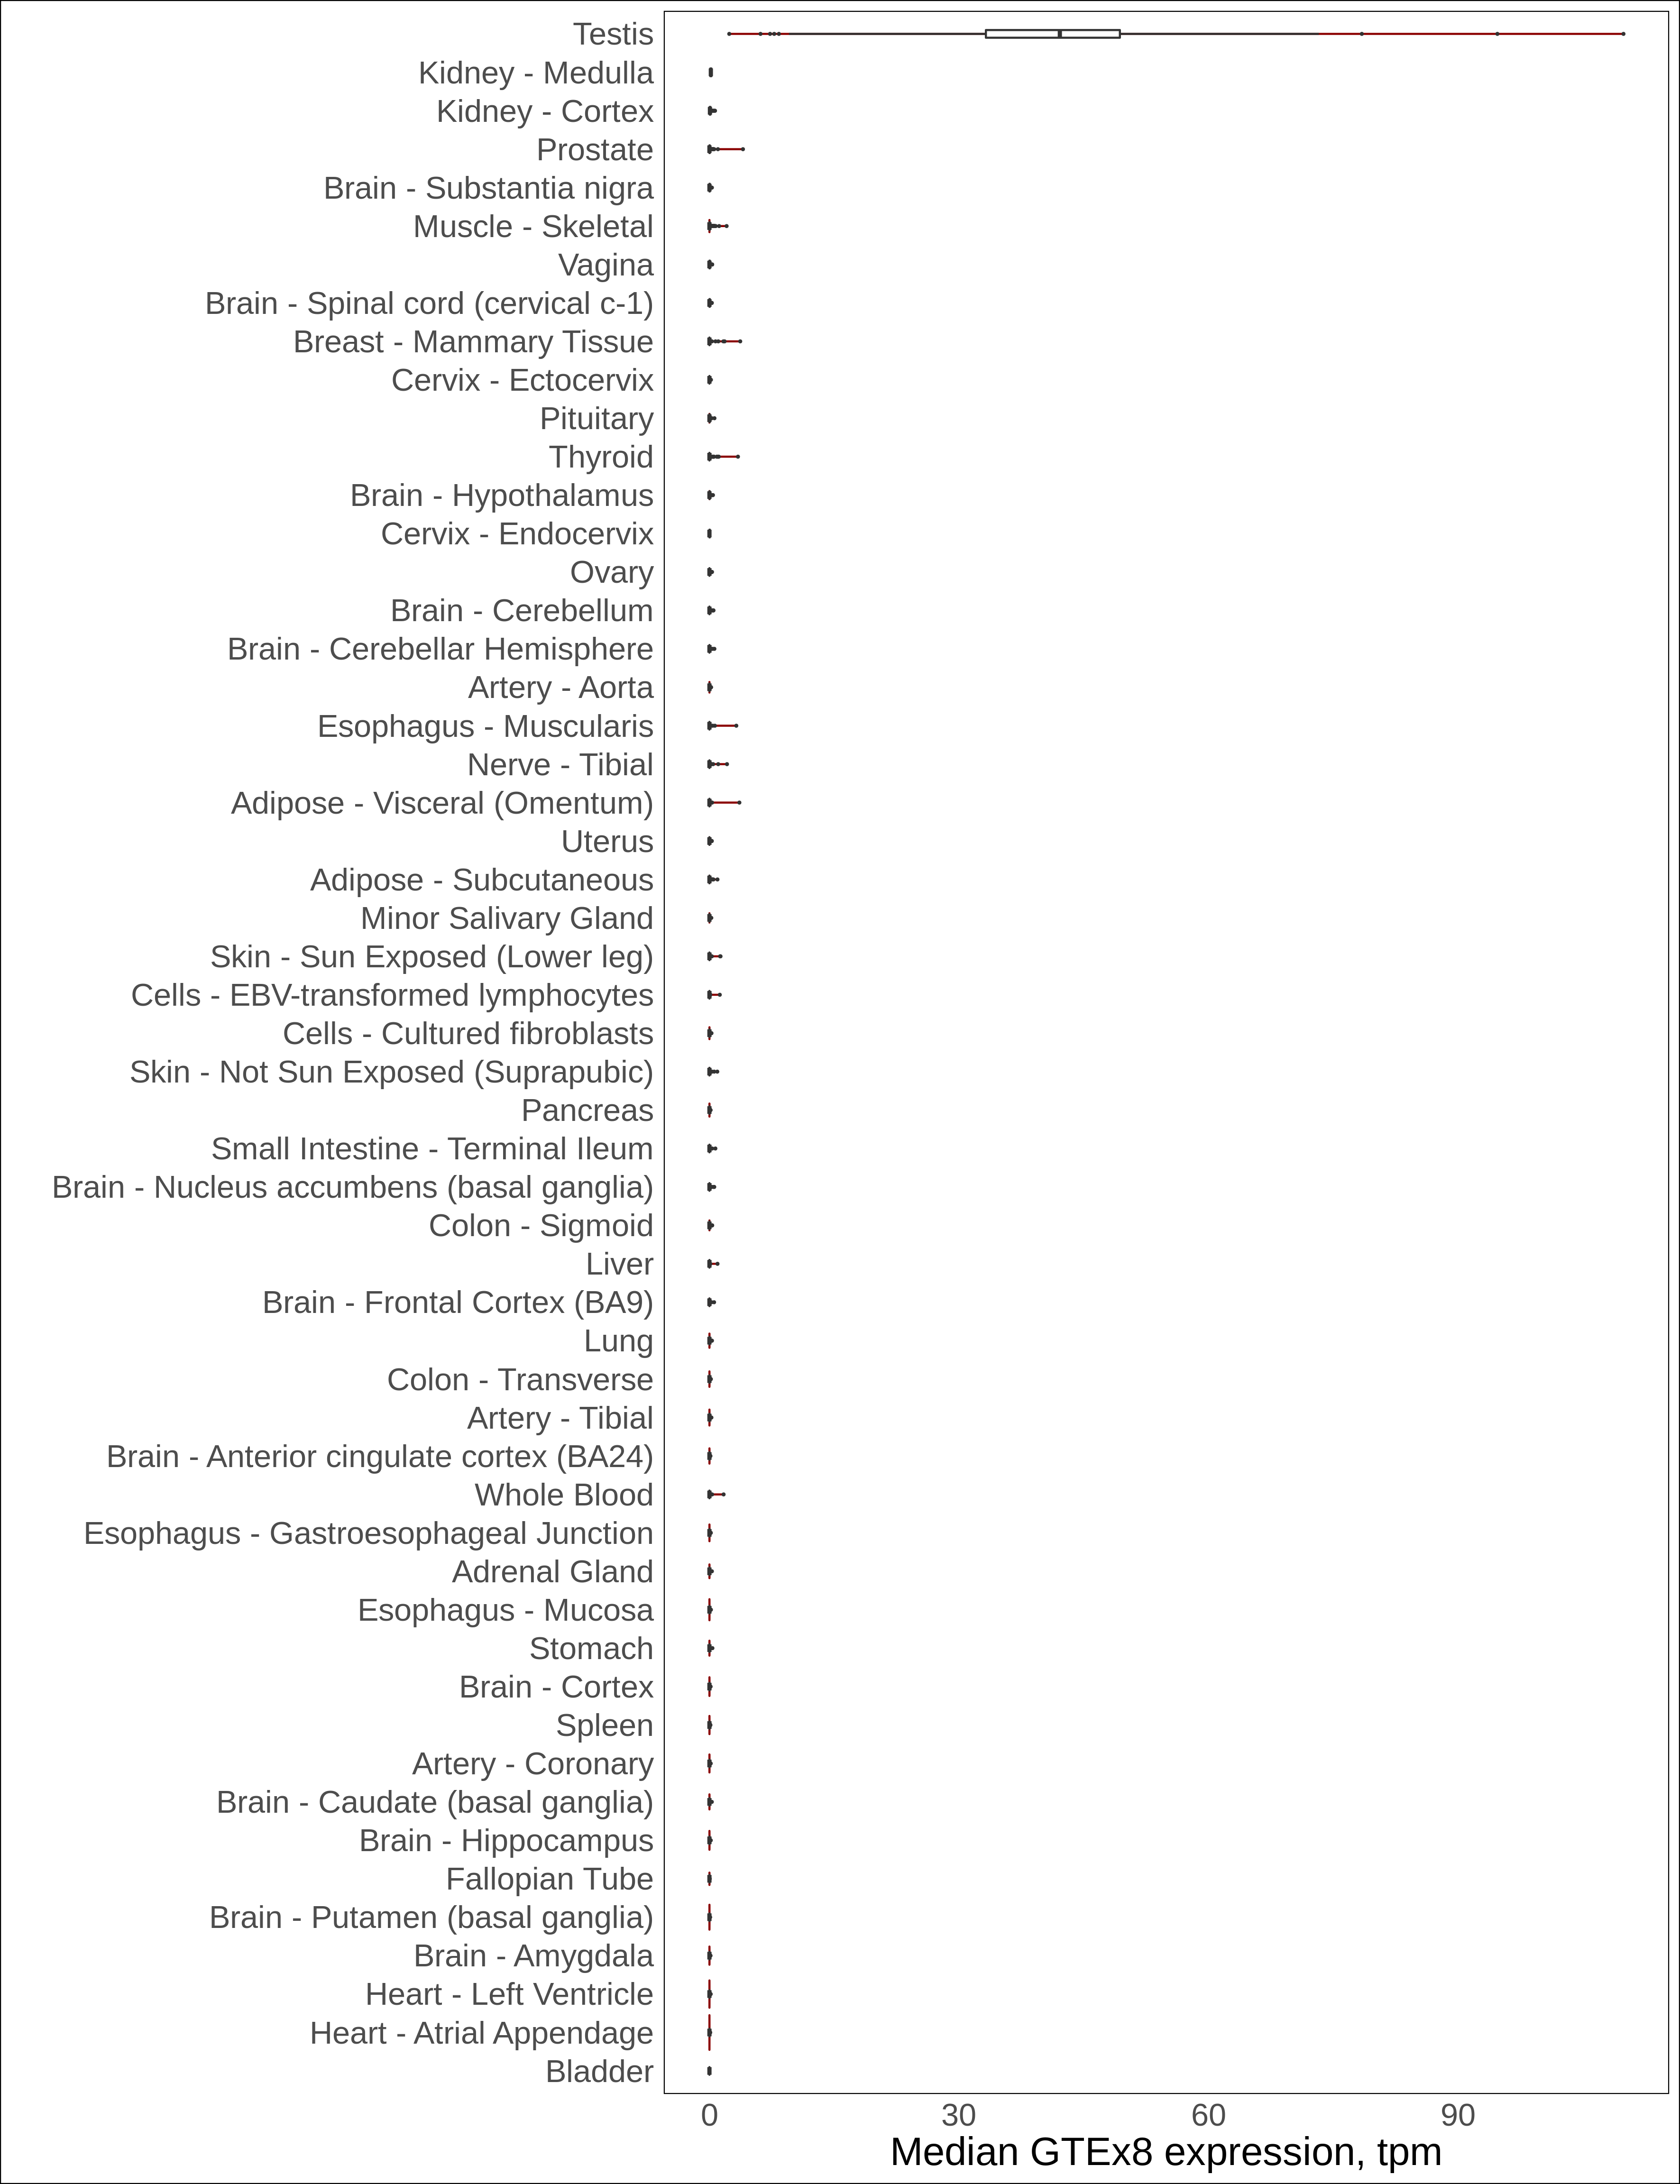 Testis
Kidney - Medulla
Kidney - Cortex
Prostate
Brain - Substantia nigra
Muscle - Skeletal
Vagina
Brain - Spinal cord (cervical c-1)
Breast - Mammary Tissue
Cervix - Ectocervix
Pituitary
Thyroid
Brain - Hypothalamus
Cervix - Endocervix
Ovary
Brain - Cerebellum
Brain - Cerebellar Hemisphere
Artery - Aorta
Esophagus - Muscularis
Nerve - Tibial
Adipose - Visceral (Omentum)
Uterus
Adipose - Subcutaneous
Minor Salivary Gland
Skin - Sun Exposed (Lower leg)
Cells - EBV-transformed lymphocytes
Cells - Cultured fibroblasts
Skin - Not Sun Exposed (Suprapubic)
Pancreas
Small Intestine - Terminal Ileum
Brain - Nucleus accumbens (basal ganglia)
Colon - Sigmoid
Liver
Brain - Frontal Cortex (BA9)
Lung
Colon - Transverse
Artery - Tibial
Brain - Anterior cingulate cortex (BA24)
Whole Blood
Esophagus - Gastroesophageal Junction
Adrenal Gland
Esophagus - Mucosa
Stomach
Brain - Cortex
Spleen
Artery - Coronary
Brain - Caudate (basal ganglia)
Brain - Hippocampus
Fallopian Tube
Brain - Putamen (basal ganglia)
Brain - Amygdala
Heart - Left Ventricle
Heart - Atrial Appendage
Bladder
0 30 60 90
Median GTEx8 expression, tpm